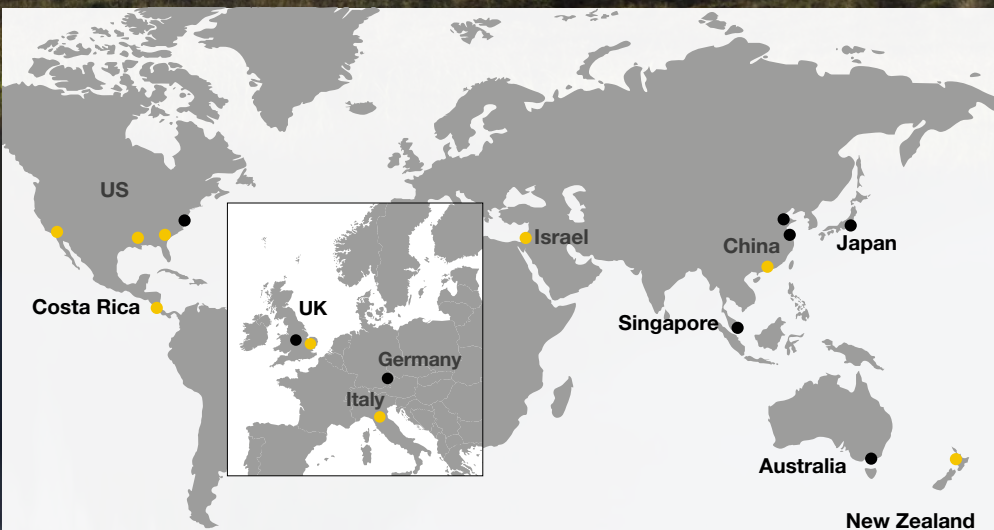 US
Israel
China
Japan
Costa Rica
UK
Singapore
Germany
Italy
Australia
New Zealand